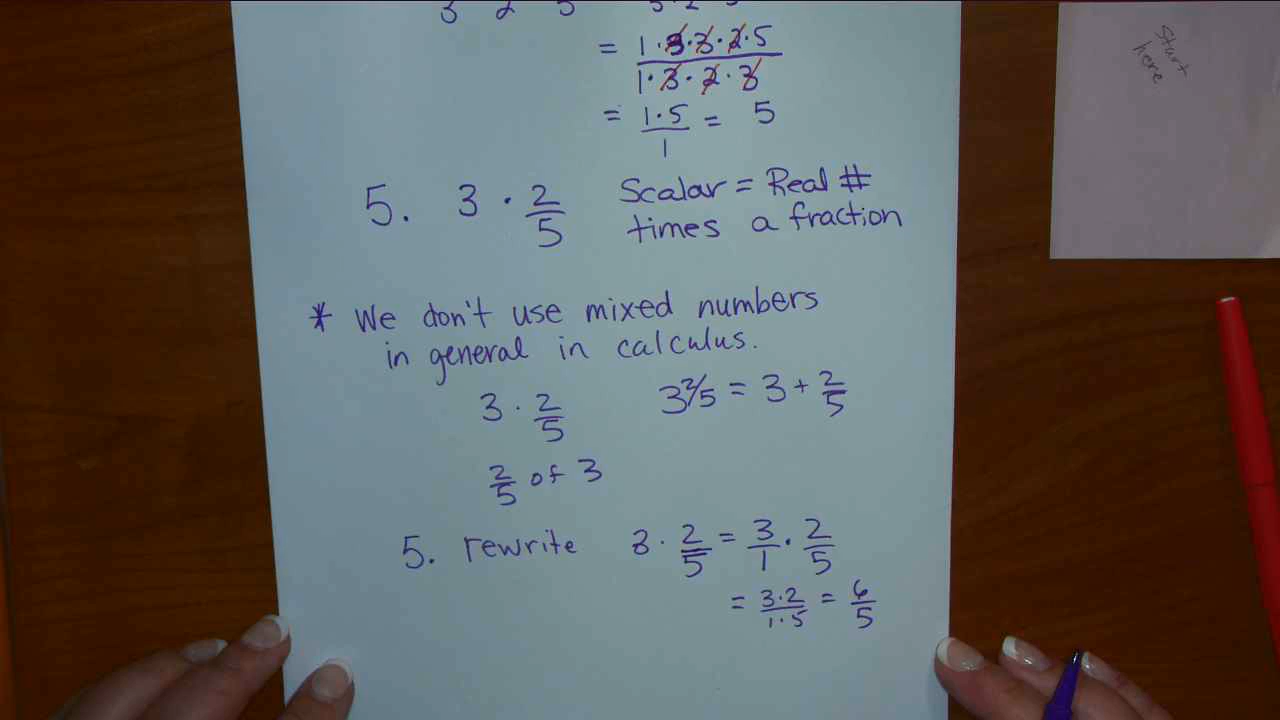 = 1·3·3·2·5 / 1·3·2·3
= 1·5 / 1 = 5
5. 3 · 2/5 Scalar = Real #
times a fraction
* We don't use mixed numbers
in general in calculus.
3 · 2/5 3 2/5 = 3 + 2/5
2/5 of 3
5. rewrite 3 · 2/5 = 3/1 · 2/5
= 3·2 / 1·5 = 6/5
Start
here